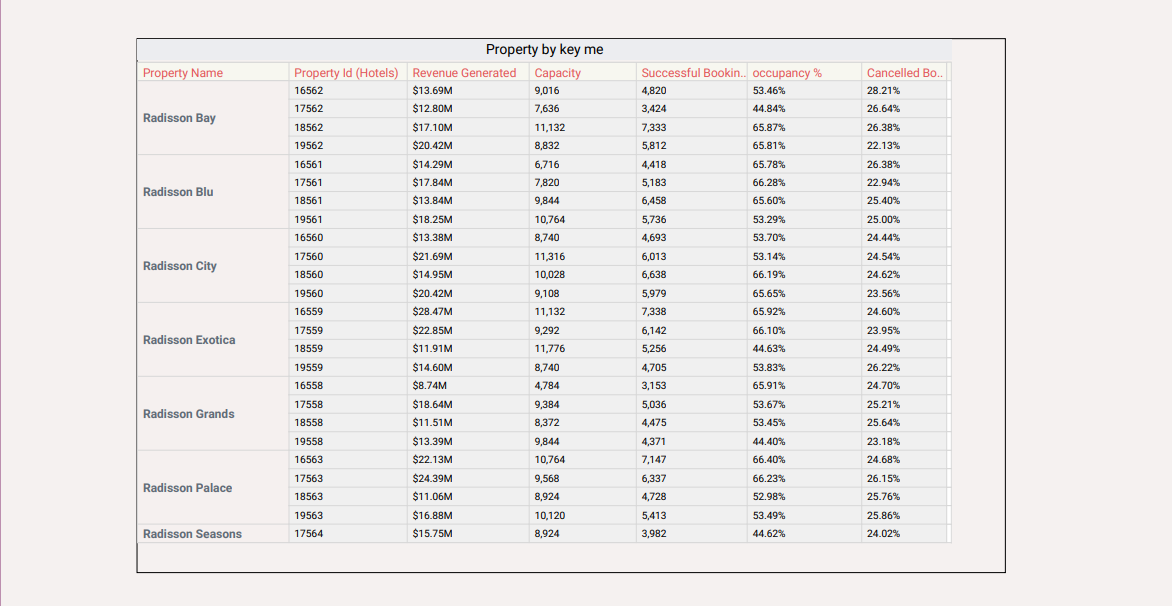 Property by key me
Property Name Property Id (Hotels) Revenue Generated Capacity Successful Bookin.. occupancy % Cancelled Bo..
Radisson Bay 16562 $13.69M 9,016 4,820 53.46% 28.21%
17562 $12.80M 7,636 3,424 44.84% 26.64%
18562 $17.10M 11,132 7,333 65.87% 26.38%
19562 $20.42M 8,832 5,812 65.81% 22.13%
Radisson Blu 16561 $14.29M 6,716 4,418 65.78% 26.38%
17561 $17.84M 7,820 5,183 66.28% 22.94%
18561 $13.84M 9,844 6,458 65.60% 25.40%
19561 $18.25M 10,764 5,736 53.29% 25.00%
Radisson City 16560 $13.38M 8,740 4,693 53.70% 24.44%
17560 $21.69M 11,316 6,013 53.14% 24.54%
18560 $14.95M 10,028 6,638 66.19% 24.62%
19560 $20.42M 9,108 5,979 65.65% 23.56%
Radisson Exotica 16559 $28.47M 11,132 7,338 65.92% 24.60%
17559 $22.85M 9,292 6,142 66.10% 23.95%
18559 $11.91M 11,776 5,256 44.63% 24.49%
19559 $14.60M 8,740 4,705 53.83% 26.22%
Radisson Grands 16558 $8.74M 4,784 3,153 65.91% 24.70%
17558 $18.64M 9,384 5,036 53.67% 25.21%
18558 $11.51M 8,372 4,475 53.45% 25.64%
19558 $13.39M 9,844 4,371 44.40% 23.18%
Radisson Palace 16563 $22.13M 10,764 7,147 66.40% 24.68%
17563 $24.39M 9,568 6,337 66.23% 26.15%
18563 $11.06M 8,924 4,728 52.98% 25.76%
19563 $16.88M 10,120 5,413 53.49% 25.86%
Radisson Seasons 17564 $15.75M 8,924 3,982 44.62% 24.02%